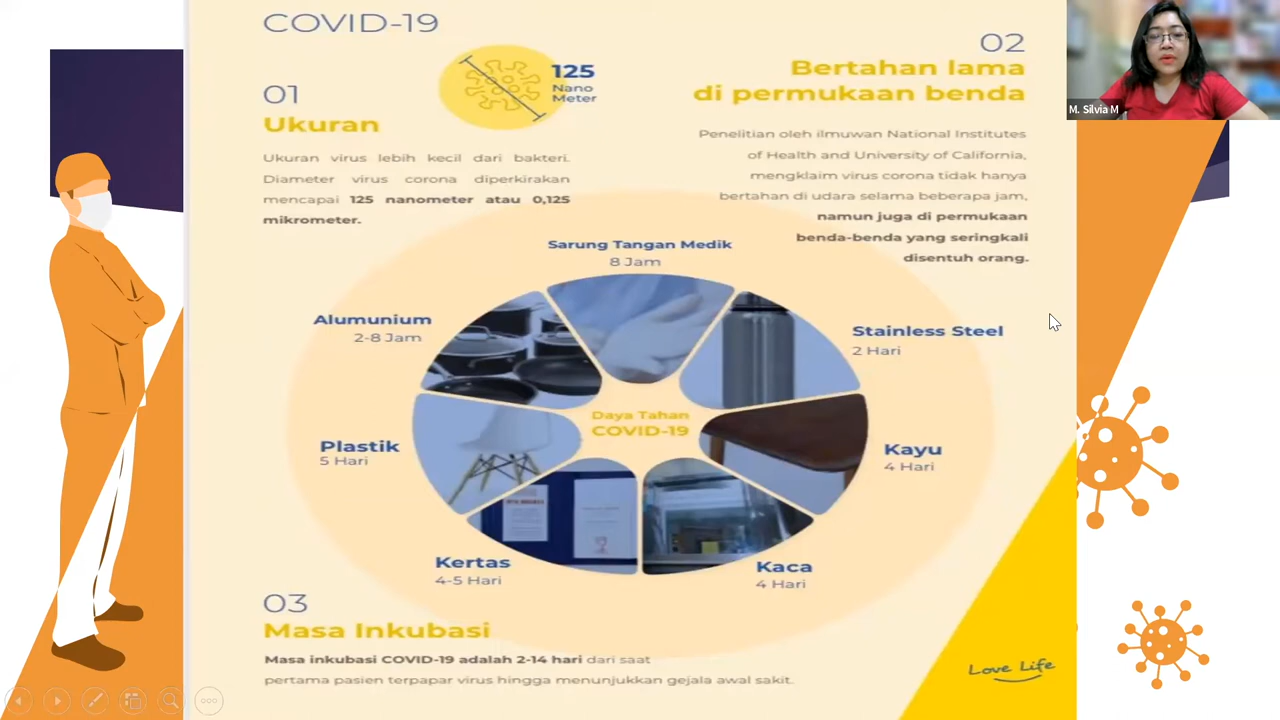 COVID-19
125
Nano
Meter
01
Ukuran
Ukuran virus lebih kecil dari bakteri.
Diameter virus corona diperkirakan
mencapai 125 nanometer atau 0,125
mikrometer.
02
Bertahan lama
di permukaan benda
Penelitian oleh ilmuwan National Institutes
of Health and University of California,
mengklaim virus corona tidak hanya
bertahan di udara selama beberapa jam,
namun juga di permukaan
benda-benda yang seringkali
disentuh orang.
M. Silvia M
Sarung Tangan Medik
8 Jam
Alumunium
2-8 Jam
Stainless Steel
2 Hari
Daya Tahan
COVID-19
Plastik
5 Hari
Kayu
4 Hari
Kertas
4-5 Hari
Kaca
4 Hari
03
Masa Inkubasi
Masa inkubasi COVID-19 adalah 2-14 hari dari saat
pertama pasien terpapar virus hingga menunjukkan gejala awal sakit.
Love Life